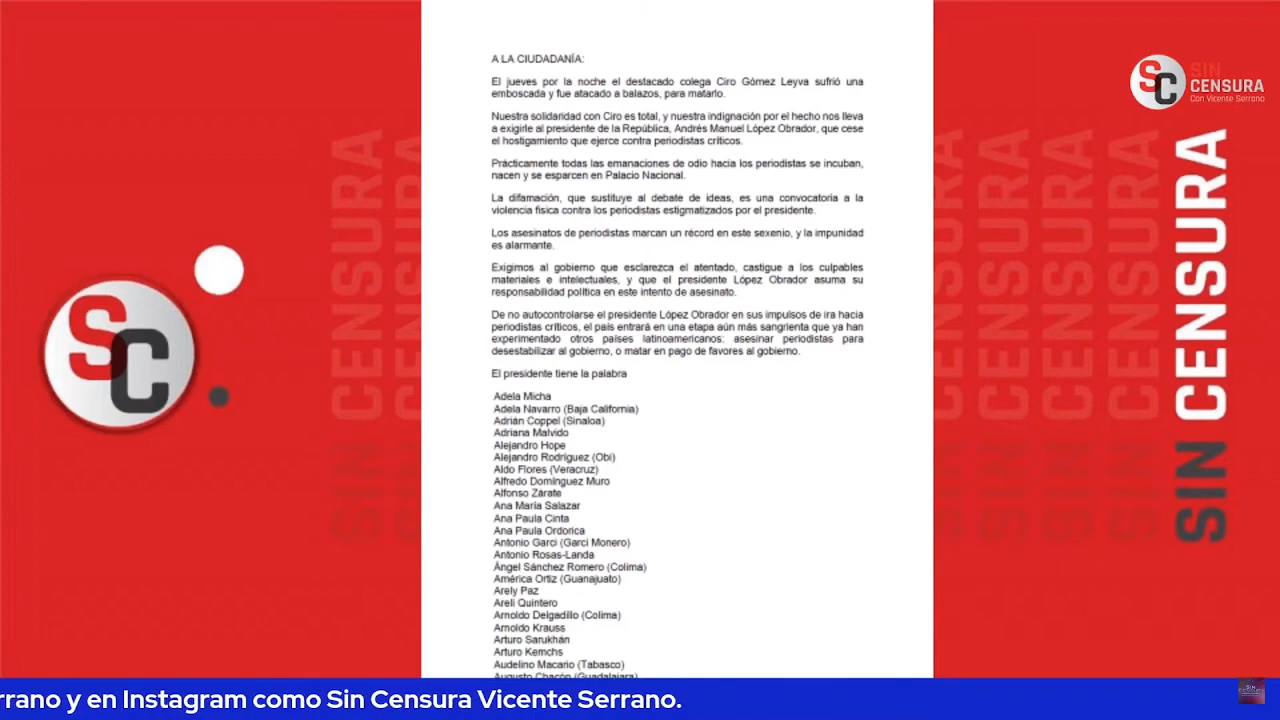 A LA CIUDADANÍA:
El jueves por la noche el destacado colega Ciro Gómez Leyva sufrió una
emboscada y fue atacado a balazos, para matarlo.
Nuestra solidaridad con Ciro es total, y nuestra indignación por el hecho nos lleva
a exigirle al presidente de la República, Andrés Manuel López Obrador, que cese
el hostigamiento que ejerce contra periodistas críticos.
Prácticamente todas las emanaciones de odio hacia los periodistas se incuban,
nacen y se esparcen en Palacio Nacional.
La difamación, que sustituye al debate de ideas, es una convocatoria a la
violencia física contra los periodistas estigmatizados por el presidente.
Los asesinatos de periodistas marcan un récord en este sexenio, y la impunidad
es alarmante.
Exigimos al gobierno que esclarezca el atentado, castigue a los culpables
materiales e intelectuales, y que el presidente López Obrador asuma su
responsabilidad política en este intento de asesinato.
De no autocontrolarse el presidente López Obrador en sus impulsos de ira hacia
periodistas críticos, el país entrará en una etapa aún más sangrienta que ya han
experimentado otros países latinoamericanos: asesinar periodistas para
desestabilizar al gobierno, o matar en pago de favores al gobierno.
El presidente tiene la palabra
Adela Micha
Adela Navarro (Baja California)
Adrián Coppel (Sinaloa)
Adriana Malvido
Alejandro Hope
Alejandro Rodríguez (Obi)
Aldo Flores (Veracruz)
Alfredo Domínguez Muro
Alfonso Zárate
Ana María Salazar
Ana Paula Cinta
Ana Paula Ordorica
Antonio Garci (Garci Monero)
Antonio Rosas-Landa
Ángel Sánchez Romero (Colima)
América Ortiz (Guanajuato)
Arely Paz
Areli Quintero
Arnoldo Delgadillo (Colima)
Arnoldo Krauss
Arturo Sarukhán
Arturo Kemchs
Audelino Macario (Tabasco)
Augusto Chacón (Guadalajara)
SC
SC
SIN
CENSURA
Con Vicente Serrano
SIN CENSURA
SIN CENSURA
SIN CENSURA
SIN CENSURA
SIN CENSURA
rrano y en Instagram como Sin Censura Vicente Serrano.